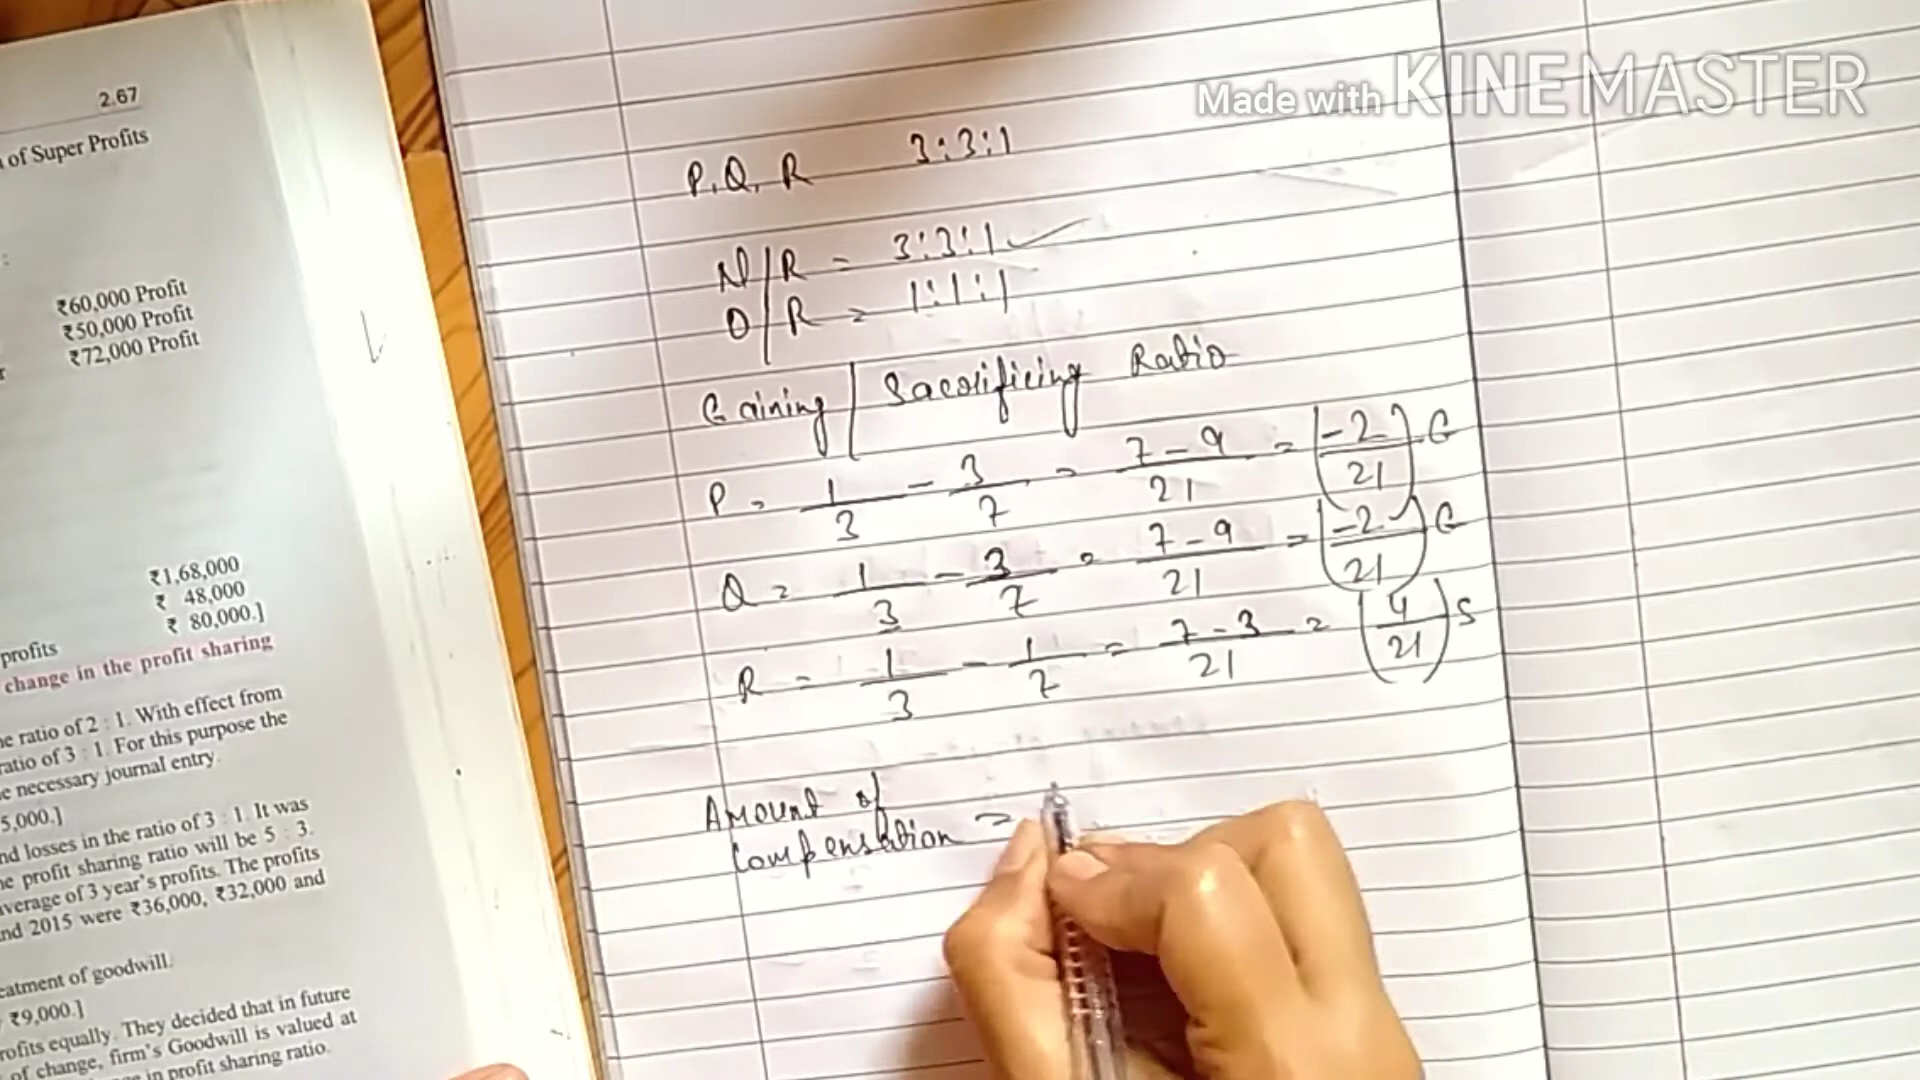 Made with KINEMASTER
2.67
of Super Profits
₹60,000 Profit
₹50,000 Profit
₹72,000 Profit
₹1,68,000
₹ 48,000
₹ 80,000.]
profits
change in the profit sharing
ratio of 2 : 1. With effect from
ratio of 3 : 1. For this purpose the
necessary journal entry.
5,000.]
losses in the ratio of 3 : 1. It was
profit sharing ratio will be 5 : 3.
average of 3 year's profits. The profits
2015 were ₹36,000, ₹32,000 and
of goodwill.
₹9,000.]
equally. They decided that in future
of change, firm's Goodwill is valued at
in profit sharing ratio.
P, Q, R 3:3:1
N/R = 3:3:1 ✓
O/R = 1:1:1
Gaining / Sacrificing Ratio
P = 1/3 - 3/7 = 7-9/21 = (-2/21) G
Q = 1/3 - 3/7 = 7-9/21 = (-2/21) G
R = 1/3 - 1/7 = 7-3/21 = (4/21) S
Amount of
Compensation =